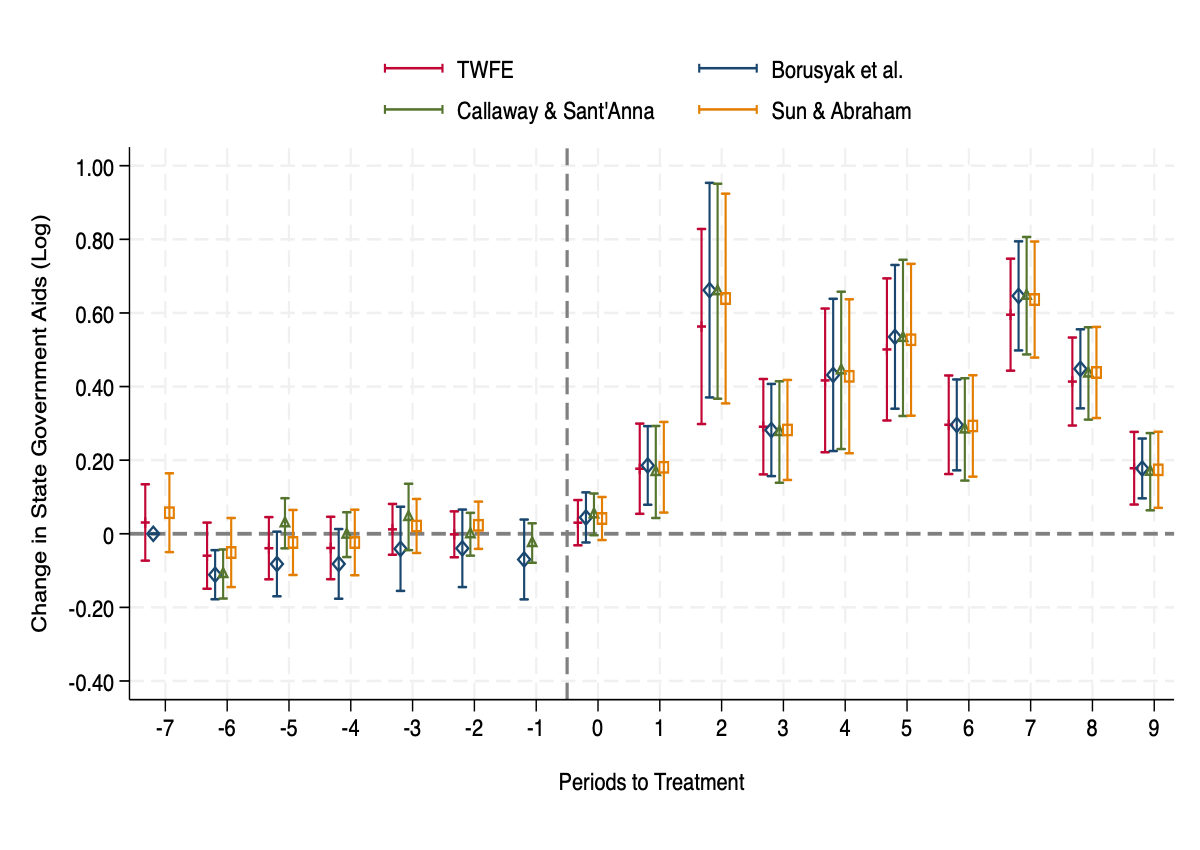 TWFE Borusyak et al.
Callaway & Sant'Anna Sun & Abraham
Change in State Government Aids (Log)
1.00
0.80
0.60
0.40
0.20
0
-0.20
-0.40
-7 -6 -5 -4 -3 -2 -1 0 1 2 3 4 5 6 7 8 9
Periods to Treatment